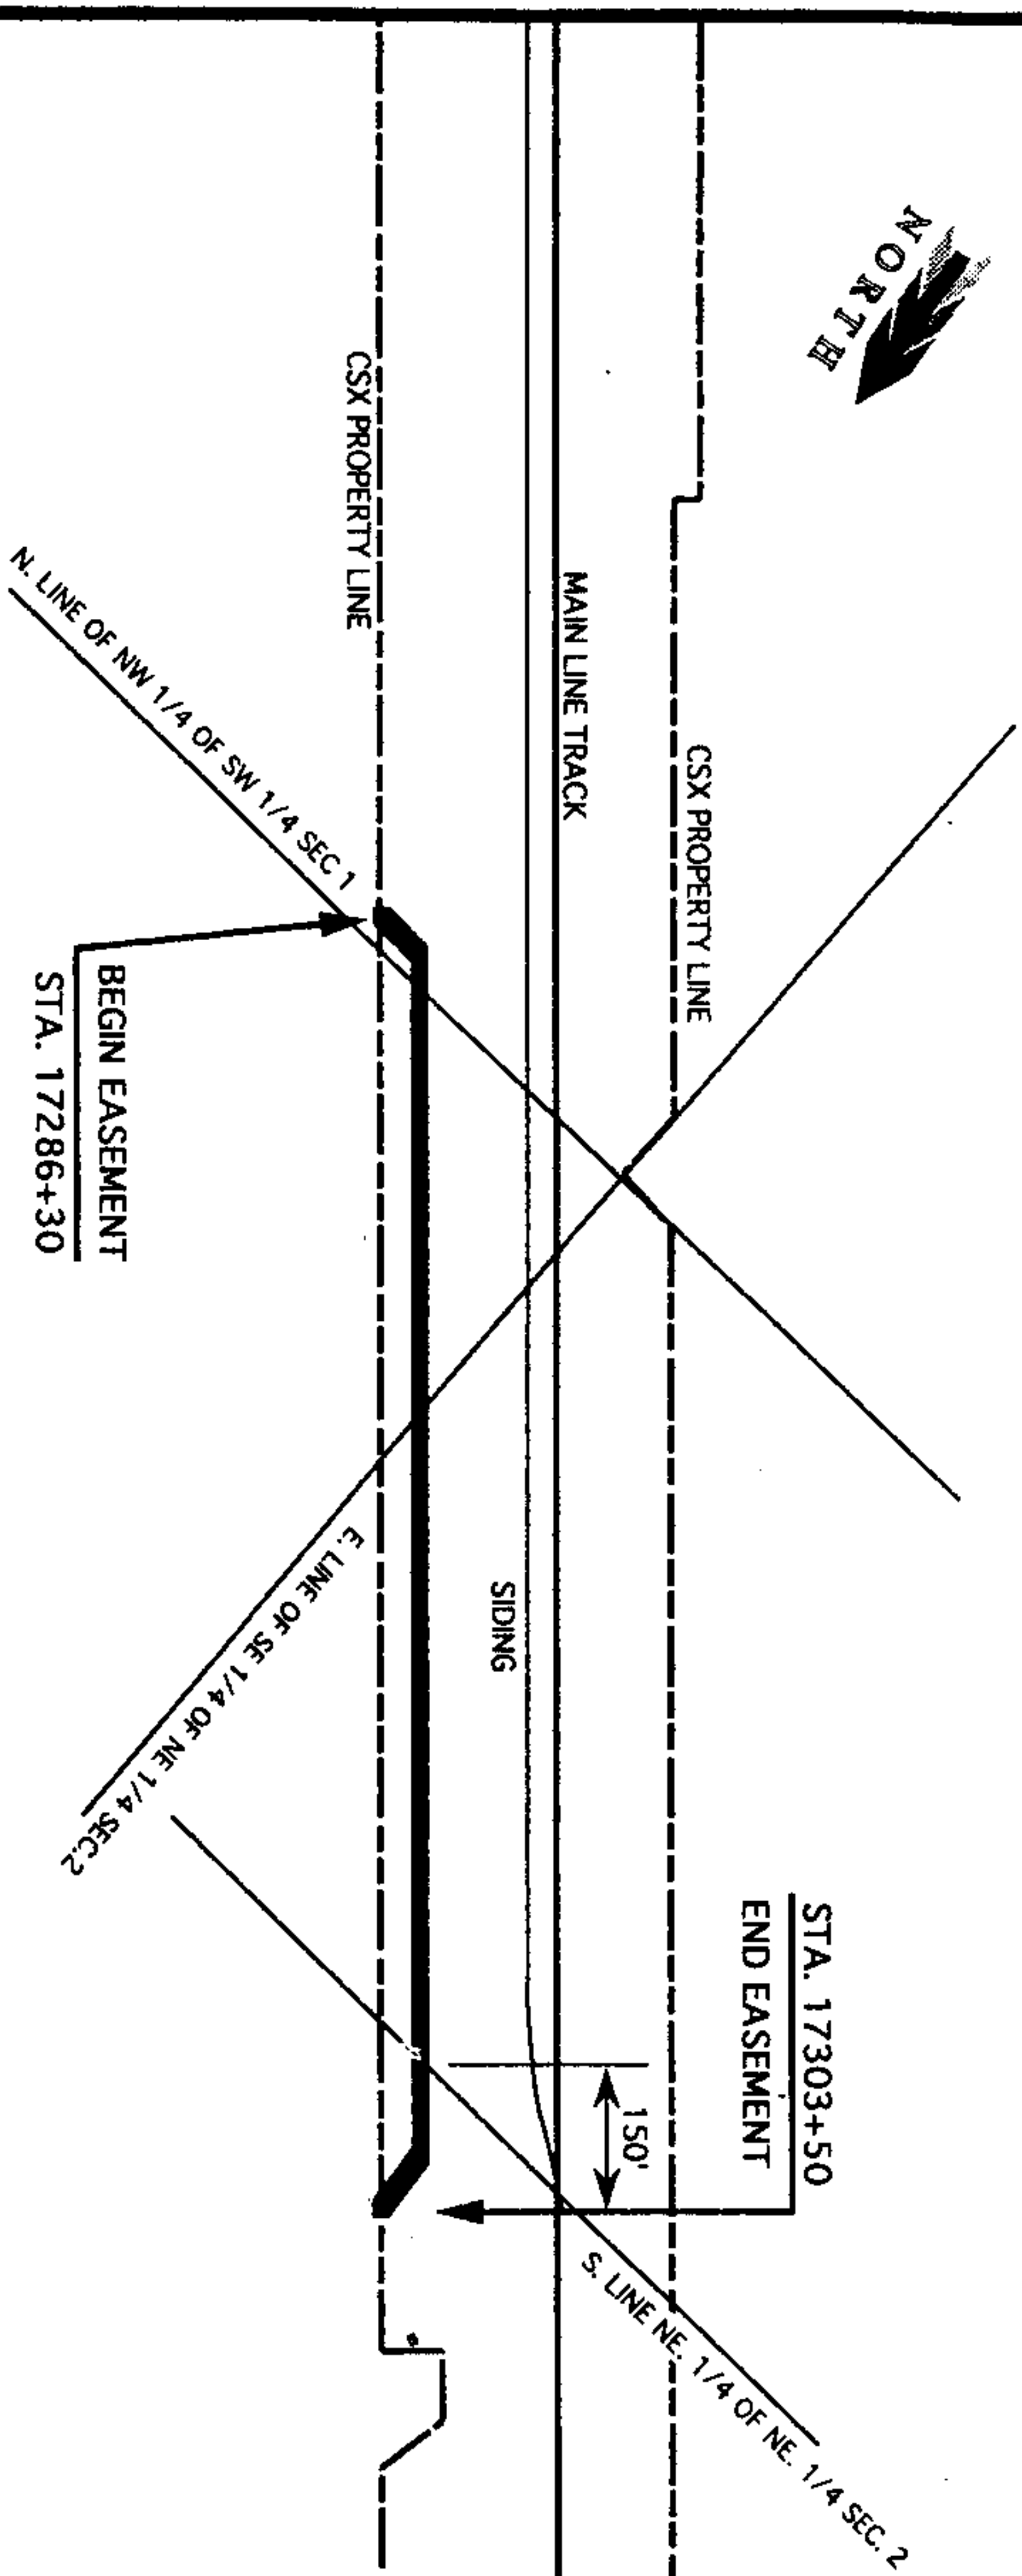 NORTH
CSX PROPERTY LINE
N. LINE OF NW 1/4 OF SW 1/4 SEC 1
MAIN LINE TRACK
CSX PROPERTY LINE
BEGIN EASEMENT
STA. 17286+30
SIDING
E. LINE OF SE 1/4 OF NE 1/4 SEC.2
STA. 17303+50
END EASEMENT
150'
S. LINE NE. 1/4 OF NE. 1/4 SEC. 2